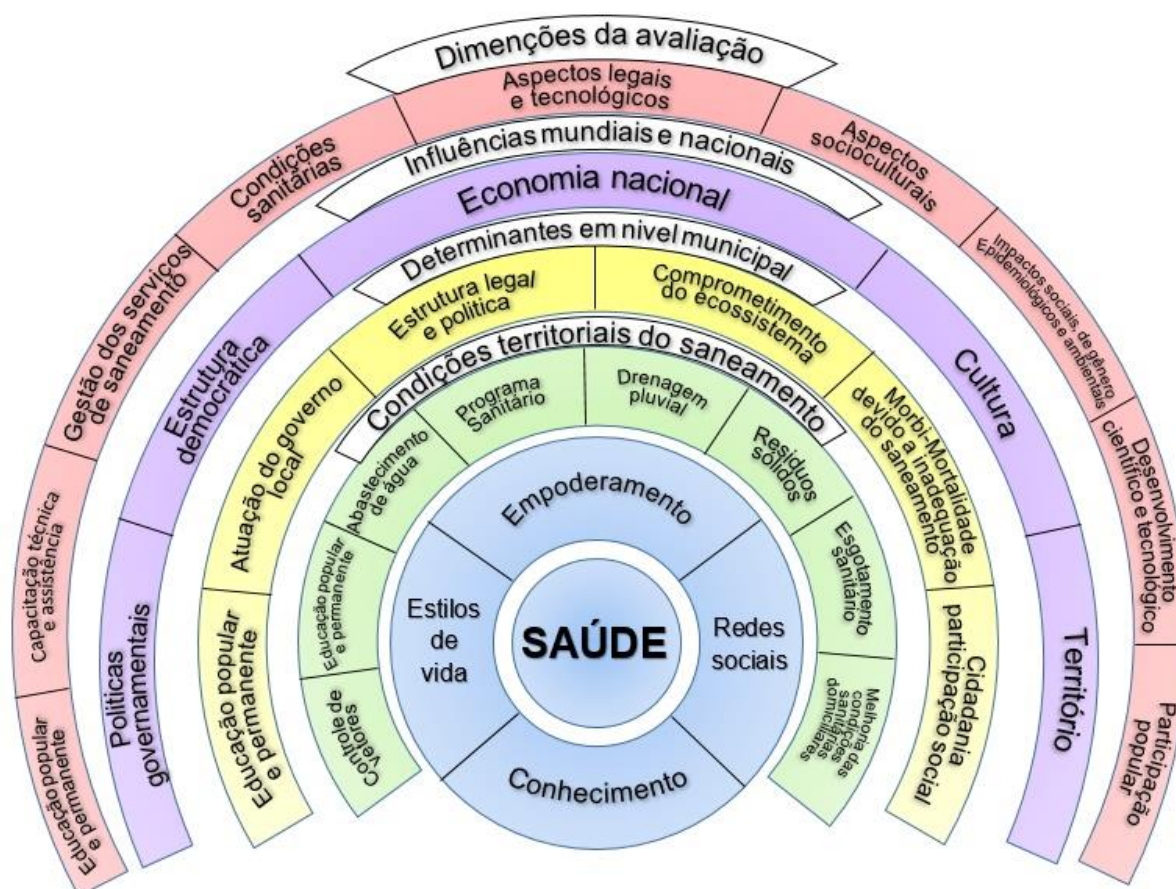 Dimenções da avaliação
Educação popular
e permanente
Capacitação técnica
e assistência
Gestão dos serviços
de saneamento
Condições
sanitárias
Aspectos legais
e tecnológicos
Aspectos
socioculturais
Impactos sociais, de gênero
Epidemiológicos e ambientais
Desenvolvimento
científico e tecnológico
Participação
popular
Influências mundiais e nacionais
Políticas
governamentais
Estrutura
democrática
Economia nacional
Cultura
Território
Determinantes em nível municipal
Educação popular
e permanente
Atuação do governo
local
Estrutura legal
e política
Comprometimento
do ecossistema
Morbi-Mortalidade
devido a inadequação
do saneamento
Cidadania
participação social
Condições territoriais do saneamento
Controle de
vetores
Educação popular
e permanente
Abastecimento
de água
Programa
Sanitário
Drenagem
pluvial
Resíduos
sólidos
Esgotamento
sanitário
Melhoria das
condições
sanitárias
domiciliares
Empoderamento
Estilos
de
vida
SAÚDE
Redes
sociais
Conhecimento